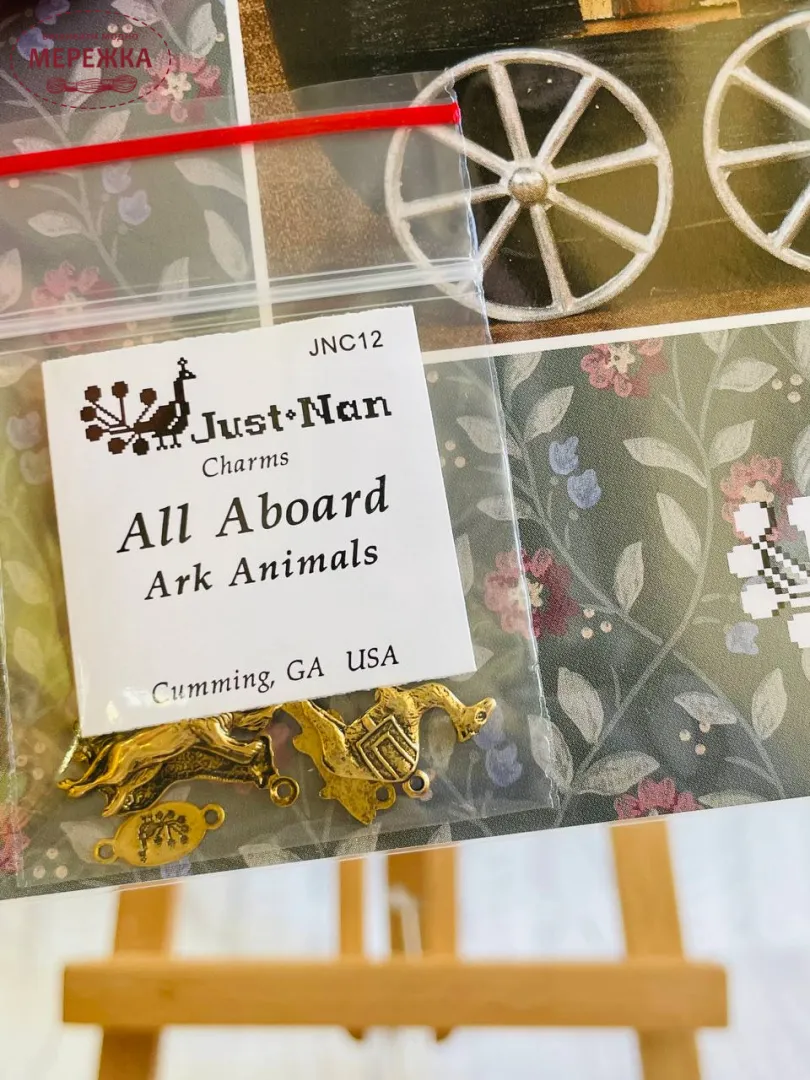 МЕРЕЖКА
JNC12
Just•Nan
Charms
All Aboard
Ark Animals
Cumming, GA USA